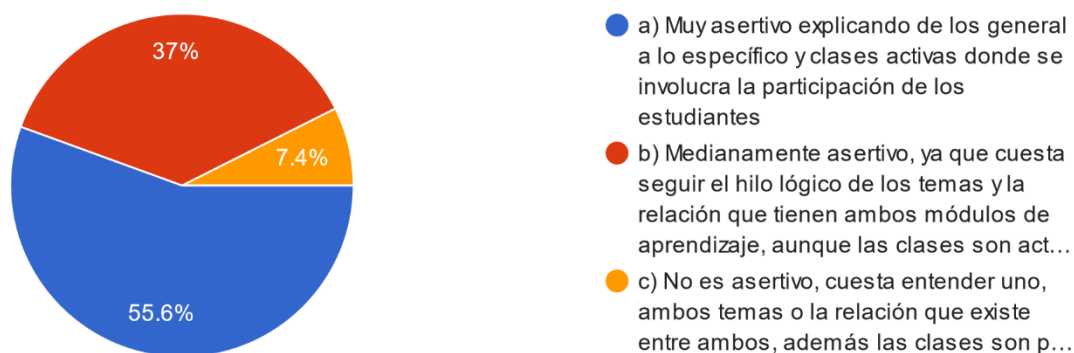 37%
7.4%
55.6%
a) Muy asertivo explicando de los general
a lo específico y clases activas donde se
involucra la participación de los
estudiantes
b) Medianamente asertivo, ya que cuesta
seguir el hilo lógico de los temas y la
relación que tienen ambos módulos de
aprendizaje, aunque las clases son act...
c) No es asertivo, cuesta entender uno,
ambos temas o la relación que existe
entre ambos, además las clases son p...